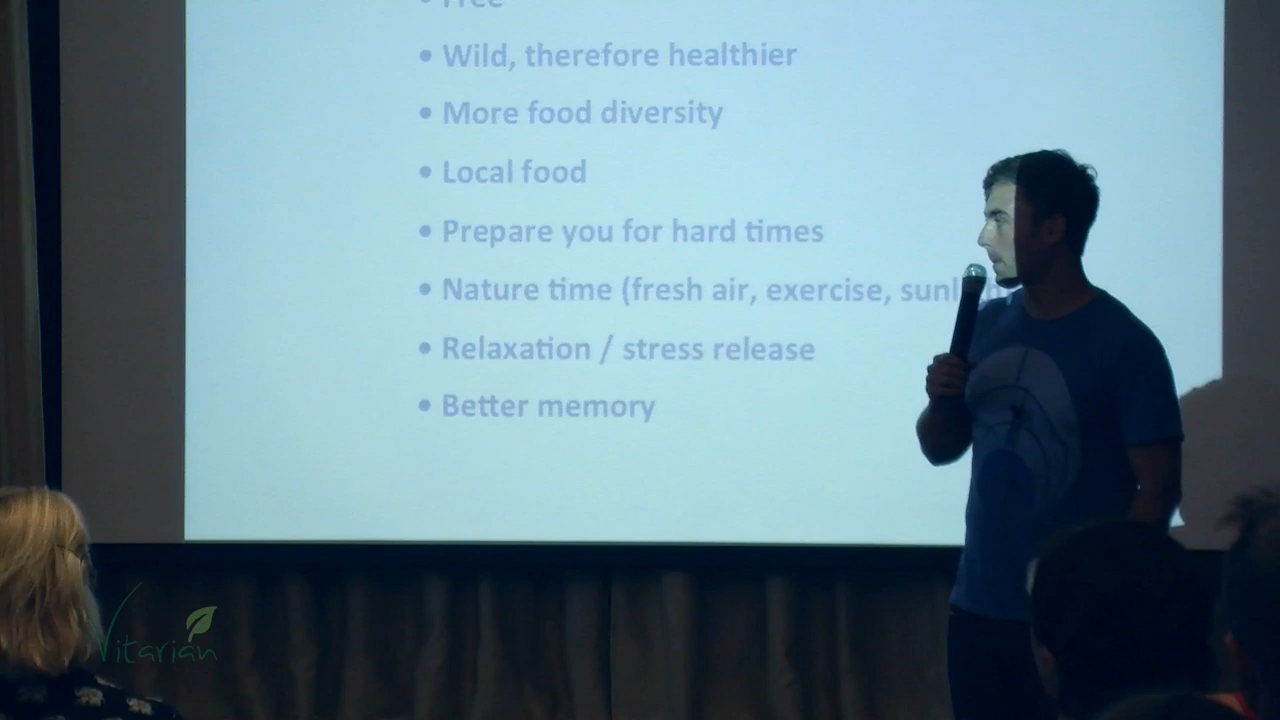 • Free
• Wild, therefore healthier
• More food diversity
• Local food
• Prepare you for hard times
• Nature time (fresh air, exercise,
• Relaxation / stress release
• Better memory
Vitarian